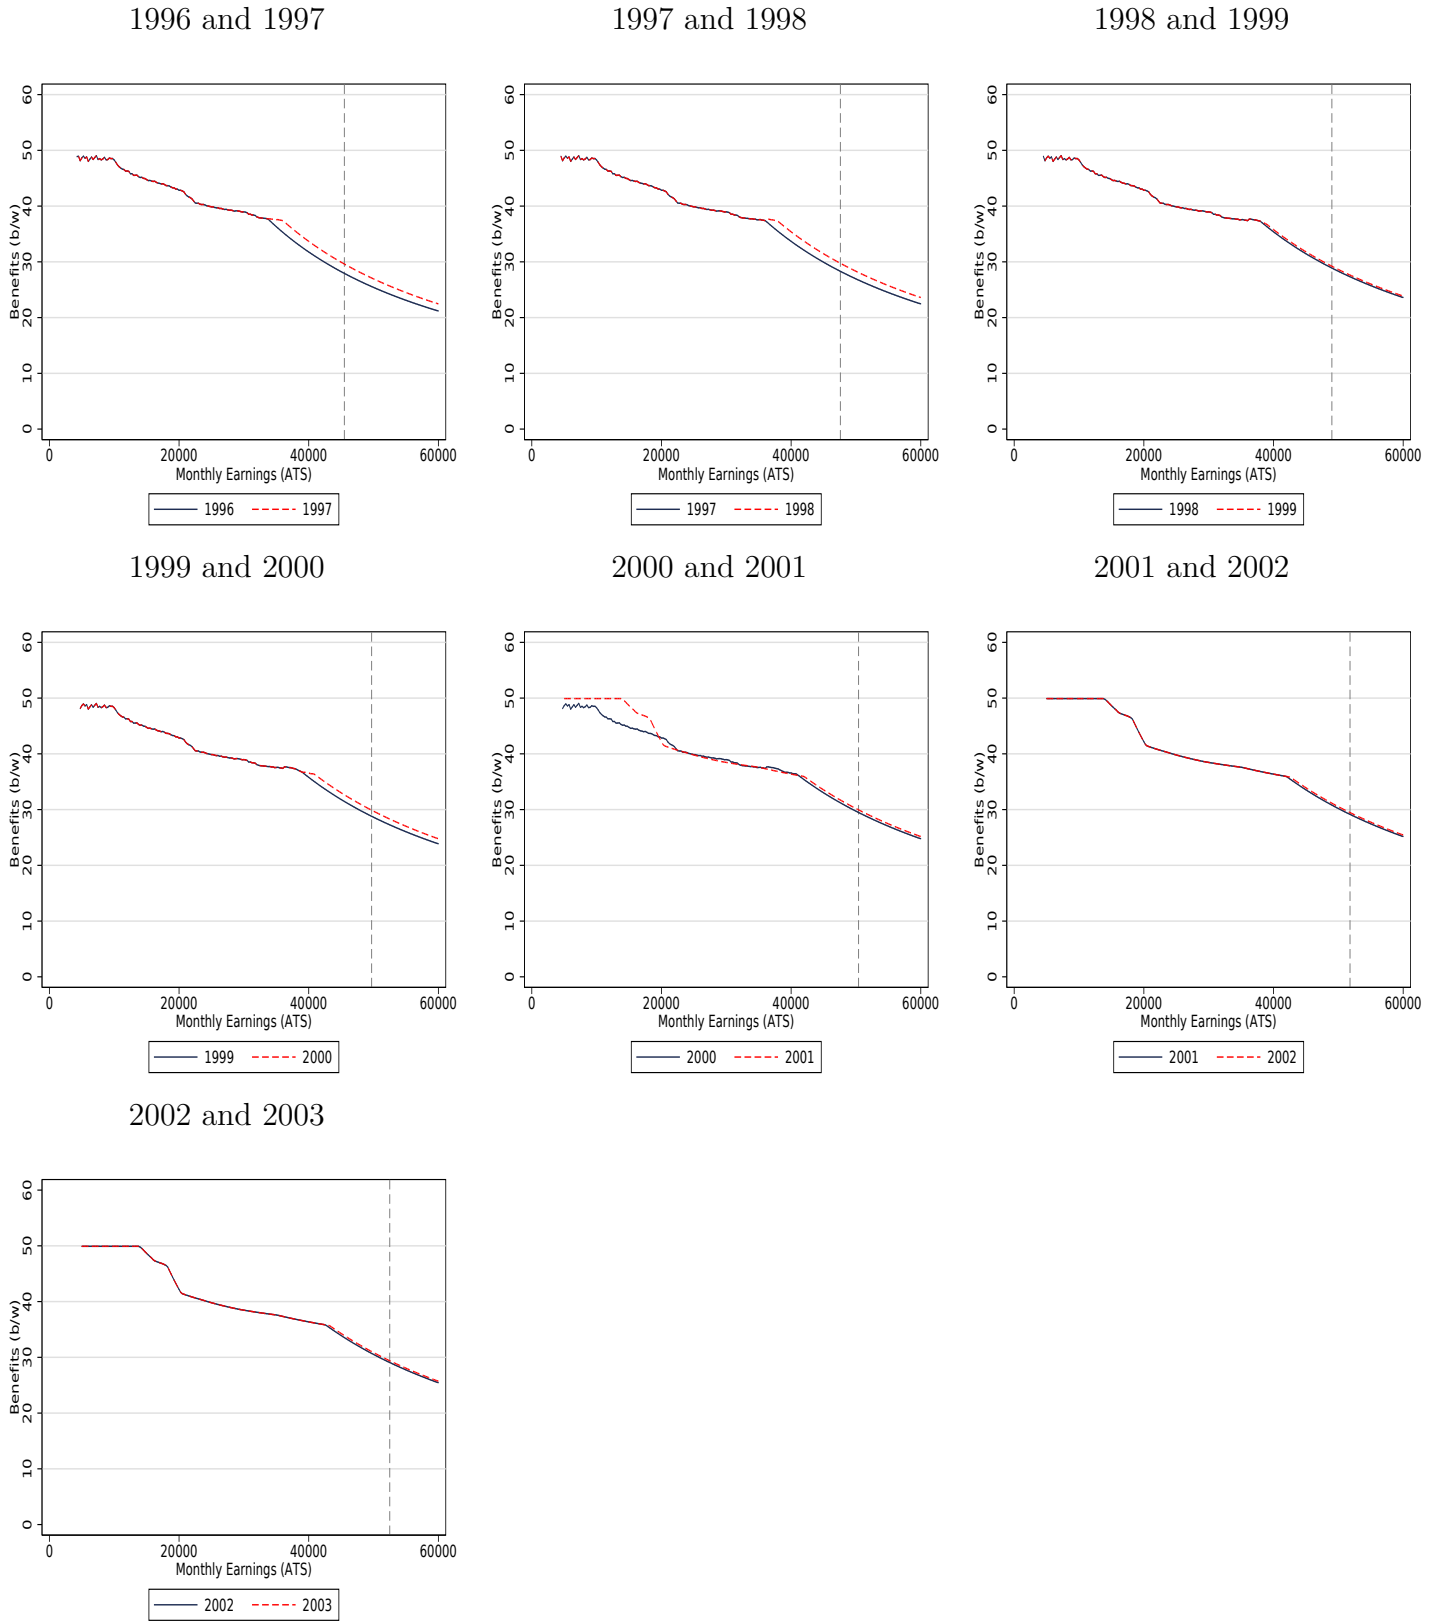 1996 and 1997
1997 and 1998
1998 and 1999
Benefits (b/w)
0 10 20 30 40 50 60
0 20000 40000 60000
Monthly Earnings (ATS)
1996 1997
Benefits (b/w)
0 10 20 30 40 50 60
0 20000 40000 60000
Monthly Earnings (ATS)
1997 1998
Benefits (b/w)
0 10 20 30 40 50 60
0 20000 40000 60000
Monthly Earnings (ATS)
1998 1999
1999 and 2000
2000 and 2001
2001 and 2002
Benefits (b/w)
0 10 20 30 40 50 60
0 20000 40000 60000
Monthly Earnings (ATS)
1999 2000
Benefits (b/w)
0 10 20 30 40 50 60
0 20000 40000 60000
Monthly Earnings (ATS)
2000 2001
Benefits (b/w)
0 10 20 30 40 50 60
0 20000 40000 60000
Monthly Earnings (ATS)
2001 2002
2002 and 2003
Benefits (b/w)
0 10 20 30 40 50 60
0 20000 40000 60000
Monthly Earnings (ATS)
2002 2003